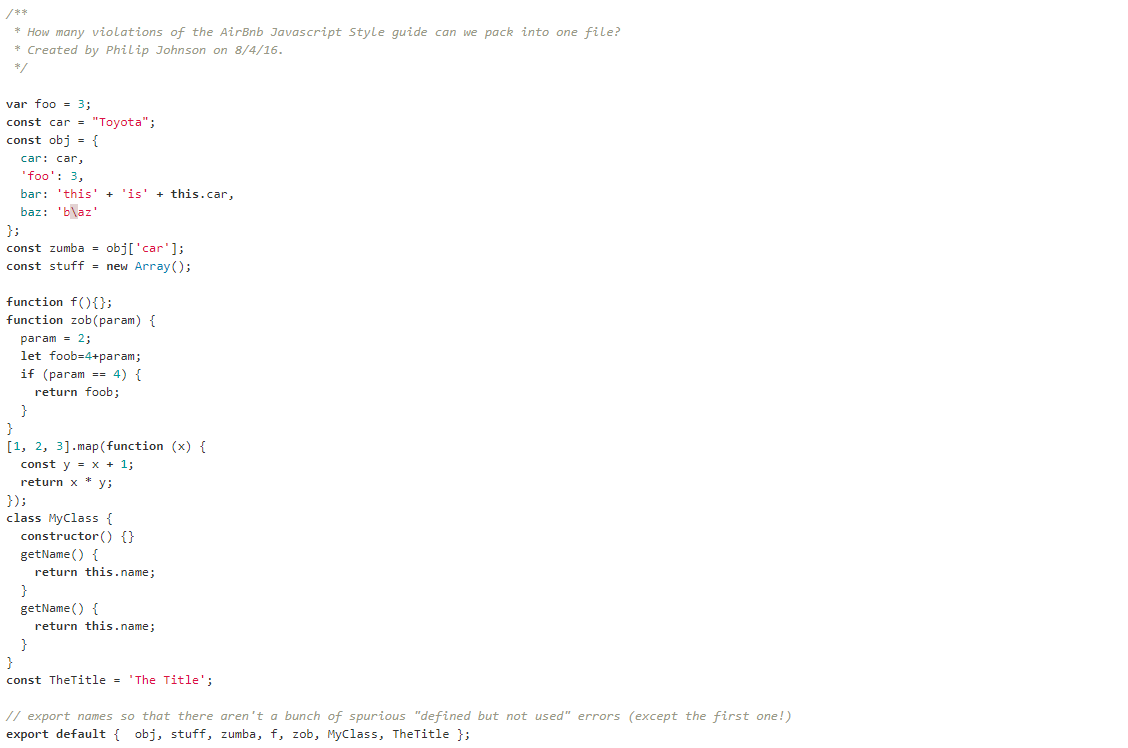 /**
 * How many violations of the AirBnb Javascript Style guide can we pack into one file?
 * Created by Philip Johnson on 8/4/16.
 */
var foo = 3;
const car = "Toyota";
const obj = {
  car: car,
  'foo': 3,
  bar: 'this' + 'is' + this.car,
  baz: 'b\az'
};
const zumba = obj['car'];
const stuff = new Array();
function f(){};
function zob(param) {
  param = 2;
  let foob=4+param;
  if (param == 4) {
    return foob;
  }
}
[1, 2, 3].map(function (x) {
  const y = x + 1;
  return x * y;
});
class MyClass {
  constructor() {}
  getName() {
    return this.name;
  }
  getName() {
    return this.name;
  }
}
const TheTitle = 'The Title';
// export names so that there aren't a bunch of spurious "defined but not used" errors (except the first one!)
export default {  obj, stuff, zumba, f, zob, MyClass, TheTitle };